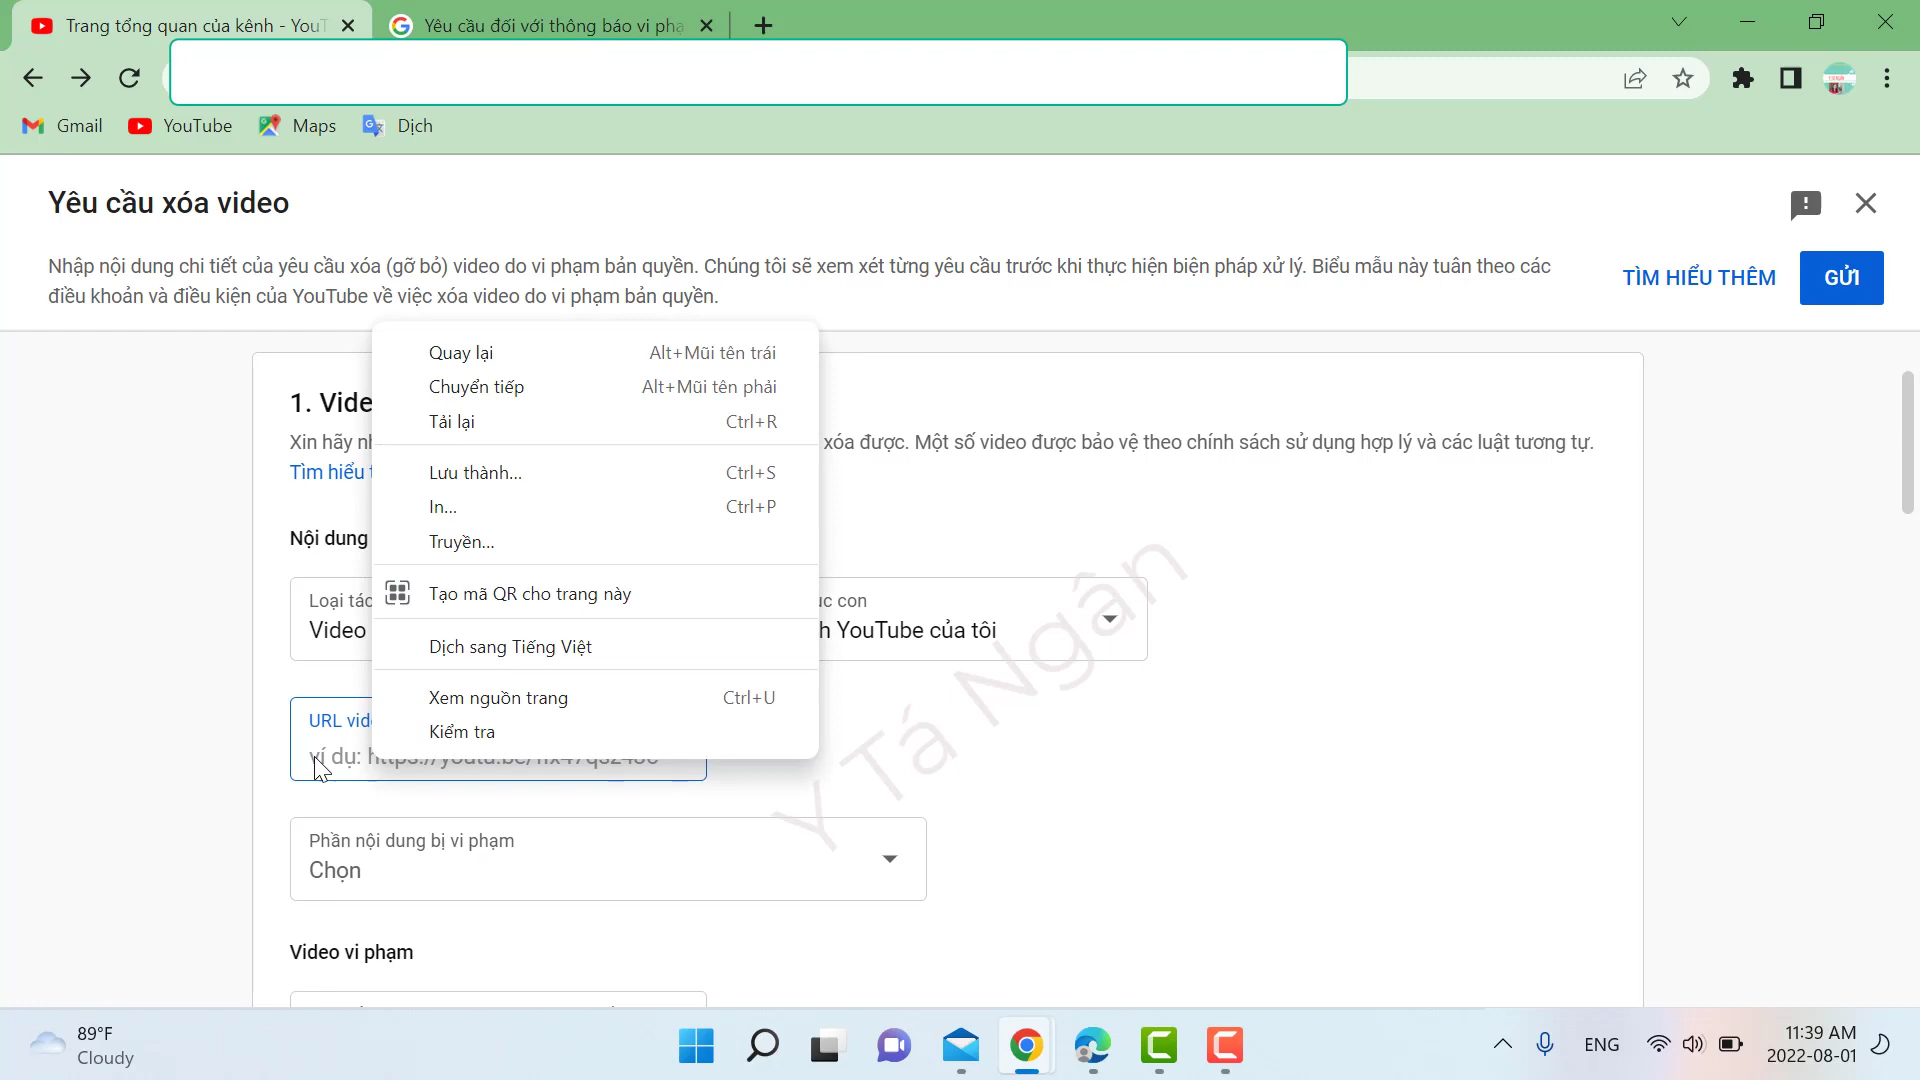 Trang tổng quan của kênh - YouT
Yêu cầu đối với thông báo vi phạ
Gmail
YouTube
Maps
Dịch
Yêu cầu xóa video
Nhập nội dung chi tiết của yêu cầu xóa (gỡ bỏ) video do vi phạm bản quyền. Chúng tôi sẽ xem xét từng yêu cầu trước khi thực hiện biện pháp xử lý. Biểu mẫu này tuân theo các
điều khoản và điều kiện của YouTube về việc xóa video do vi phạm bản quyền.
TÌM HIỂU THÊM
GỬI
Quay lại Alt+Mũi tên trái
Chuyển tiếp Alt+Mũi tên phải
Tải lại Ctrl+R
Lưu thành... Ctrl+S
In... Ctrl+P
Truyền...
Tạo mã QR cho trang này
Dịch sang Tiếng Việt
Xem nguồn trang Ctrl+U
Kiểm tra
1. Vide
Xin hãy nh xóa được. Một số video được bảo vệ theo chính sách sử dụng hợp lý và các luật tương tự.
Tìm hiểu t
Nội dung
Loại tác
Video
ục con
h YouTube của tôi
URL vide
ví dụ:
Phần nội dung bị vi phạm
Chọn
Video vi phạm
Y Tá Ngân
89°F
Cloudy
ENG
11:39 AM
2022-08-01